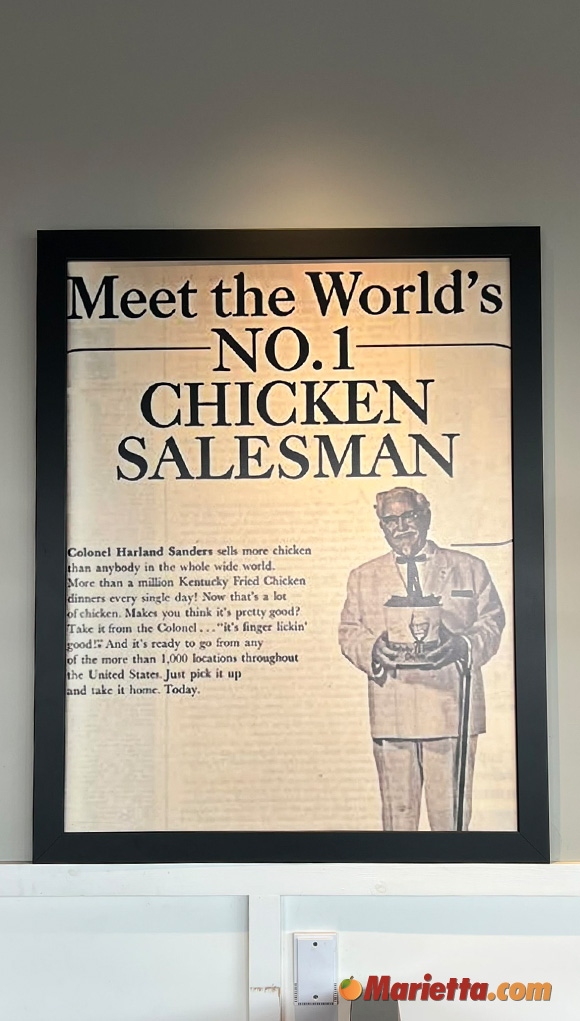 Meet the World's
NO.1
CHICKEN
SALESMAN
Colonel Harland Sanders sells more chicken
than anybody in the whole wide world.
More than a million Kentucky Fried Chicken
dinners every single day! Now that's a lot
of chicken. Makes you think it's pretty good?
Take it from the Colonel . . . "it's finger lickin'
good!" And it's ready to go from any
of the more than 1,000 locations throughout
the United States. Just pick it up
and take it home. Today.
Marietta.com